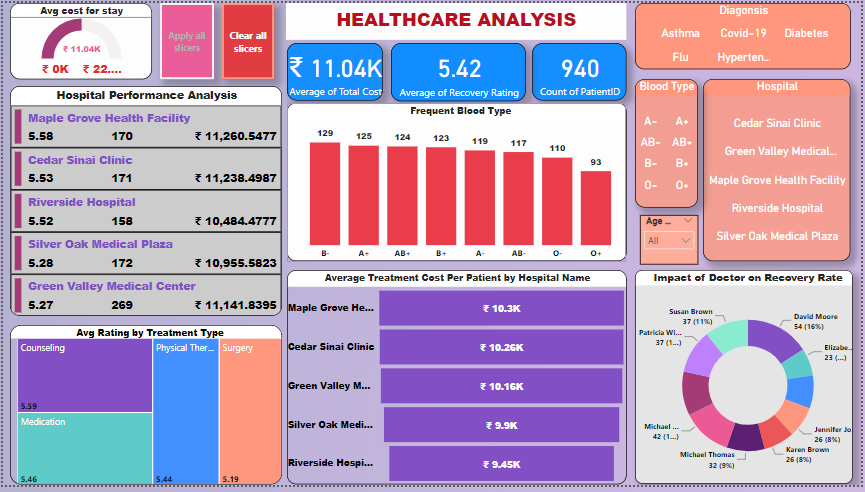 Avg cost for stay
₹ 11.04K
₹ 0K ₹ 22....
Apply all
slicers
Clear all
slicers
HEALTHCARE ANALYSIS
₹ 11.04K
Average of Total Cost
5.42
Average of Recovery Rating
940
Count of PatientID
Diagonsis
Asthma Covid-19 Diabetes
Flu Hyperten...
Hospital Performance Analysis
Maple Grove Health Facility
5.58 170 ₹ 11,260.5477
Cedar Sinai Clinic
5.53 171 ₹ 11,238.4987
Riverside Hospital
5.52 158 ₹ 10,484.4777
Silver Oak Medical Plaza
5.28 172 ₹ 10,955.5823
Green Valley Medical Center
5.27 269 ₹ 11,141.8395
Frequent Blood Type
129 125 124 123 119 117 110 93
B- A+ AB+ B+ A- AB- O- O+
Blood Type
A- A+
AB- AB+
B- B+
O- O+
Age ...
All
Hospital
Cedar Sinai Clinic
Green Valley Medical...
Maple Grove Health Facility
Riverside Hospital
Silver Oak Medical Plaza
Avg Rating by Treatment Type
Counseling
5.59
Medication
5.46
Physical Ther...
5.44
Surgery
5.19
Average Treatment Cost Per Patient by Hospital Name
Maple Grove He... ₹ 10.3K
Cedar Sinai Clinic ₹ 10.26K
Green Valley M... ₹ 10.16K
Silver Oak Medi... ₹ 9.9K
Riverside Hospi... ₹ 9.45K
Impact of Doctor on Recovery Rate
David Moore
54 (16%)
Elizabe...
23 (...)
Jennifer Jo
26 (8%)
Karen Brown
26 (8%)
Michael Thomas
32 (9%)
Michael ...
42 (1...)
Patricia Wi...
37 (1...)
Susan Brown
37 (11%)